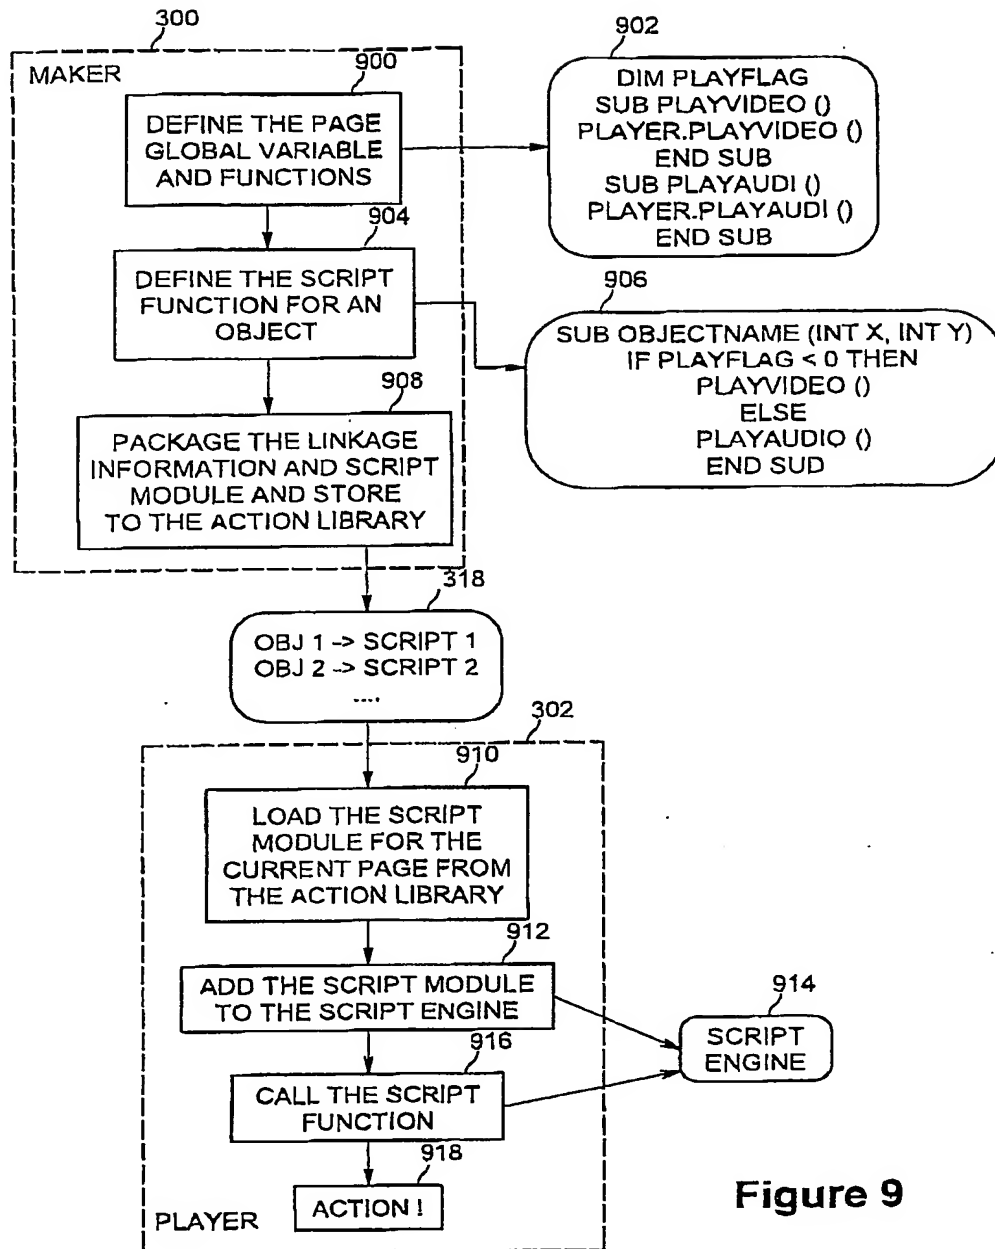 300
MAKER
900
DEFINE THE PAGE
GLOBAL VARIABLE
AND FUNCTIONS
902
DIM PLAYFLAG
SUB PLAYVIDEO ()
PLAYER.PLAYVIDEO ()
END SUB
SUB PLAYAUDI ()
PLAYER.PLAYAUDI ()
END SUB
904
DEFINE THE SCRIPT
FUNCTION FOR AN
OBJECT
906
SUB OBJECTNAME (INT X, INT Y)
IF PLAYFLAG < 0 THEN
PLAYVIDEO ()
ELSE
PLAYAUDIO ()
END SUD
908
PACKAGE THE LINKAGE
INFORMATION AND SCRIPT
MODULE AND STORE
TO THE ACTION LIBRARY
318
OBJ 1 -> SCRIPT 1
OBJ 2 -> SCRIPT 2
....
302
910
LOAD THE SCRIPT
MODULE FOR THE
CURRENT PAGE FROM
THE ACTION LIBRARY
912
ADD THE SCRIPT MODULE
TO THE SCRIPT ENGINE
914
SCRIPT
ENGINE
916
CALL THE SCRIPT
FUNCTION
918
ACTION !
PLAYER
Figure 9